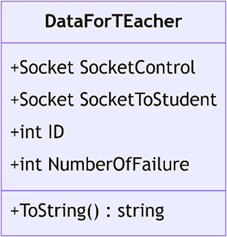 DataForTEacher
+Socket SocketControl
+Socket SocketToStudent
+int ID
+int NumberOfFailure
+ToString() : string